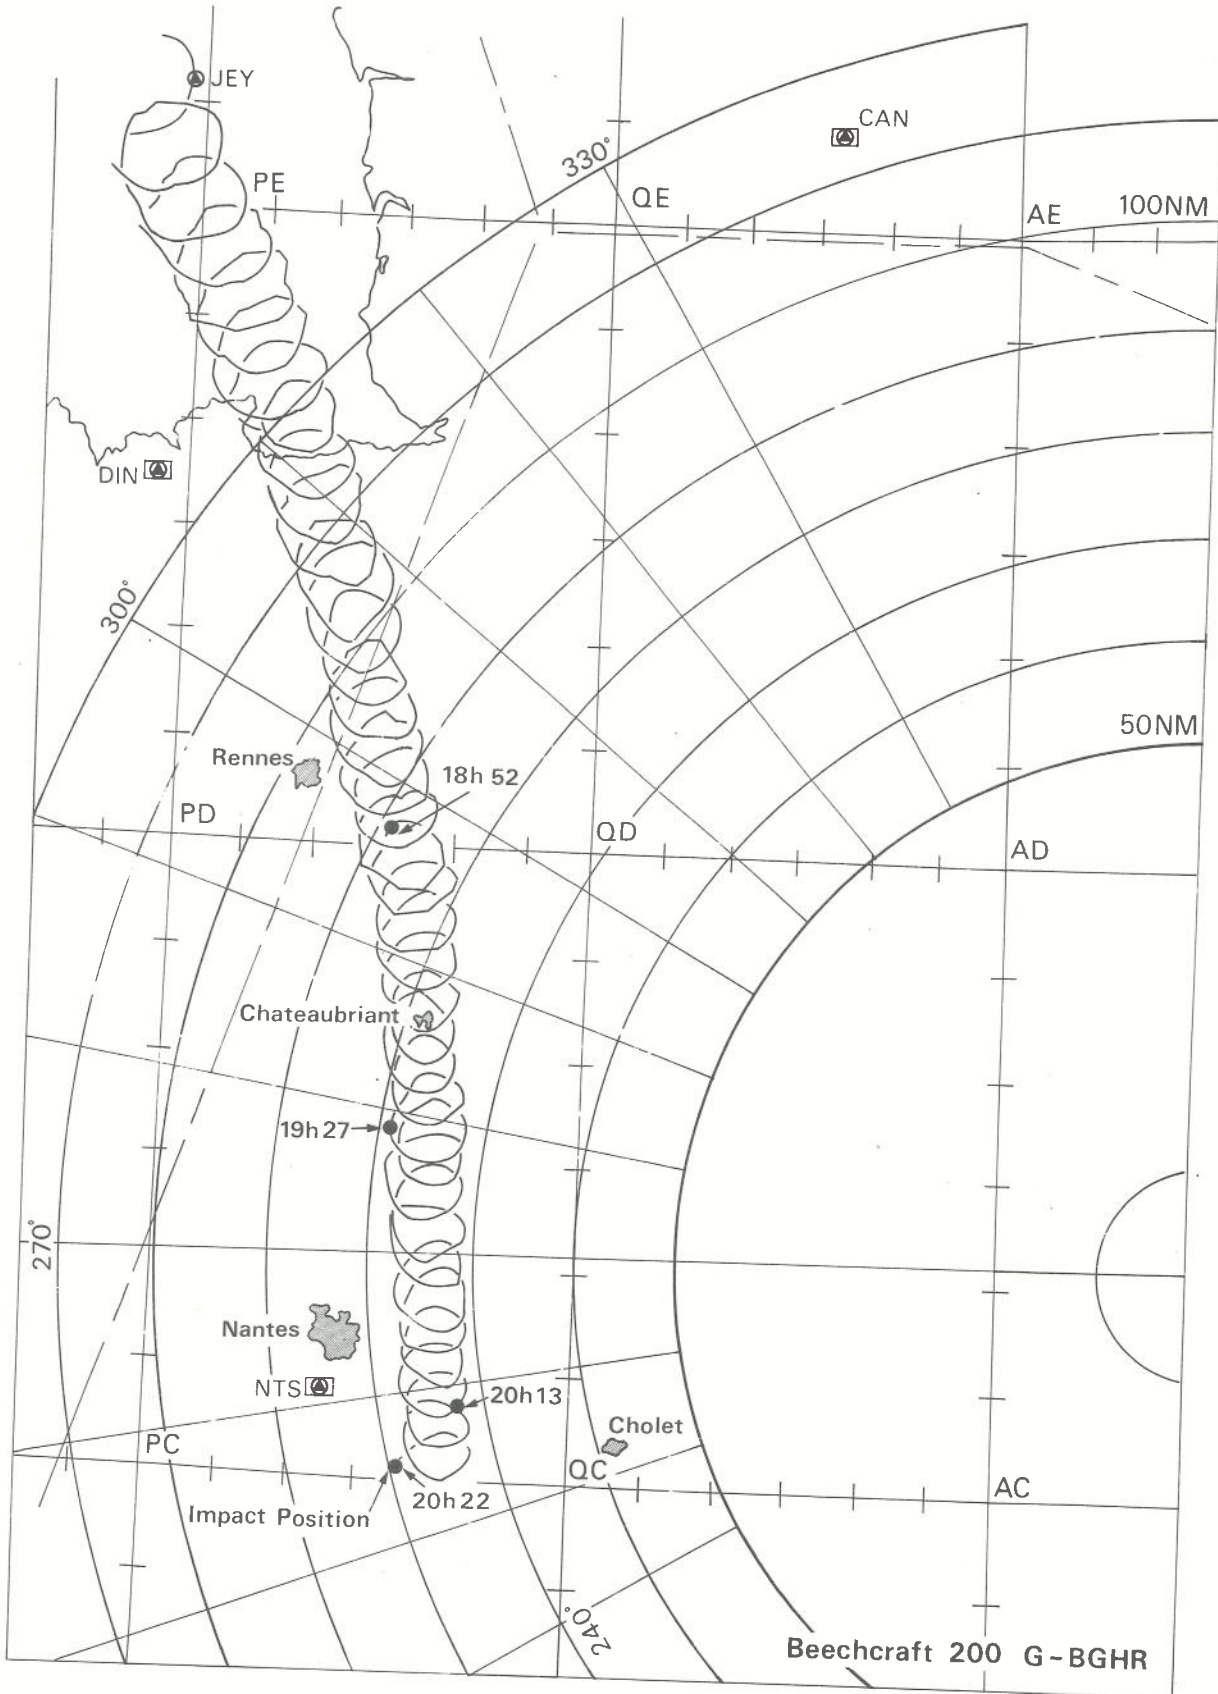 JEY
CAN
330°
PE
QE
AE
100NM
DIN
300°
50NM
Rennes
18h 52
PD
QD
AD
Chateaubriant
19h 27
270°
Nantes
NTS
20h 13
Cholet
PC
QC
AC
20h 22
Impact Position
240°
Beechcraft 200 G-BGHR